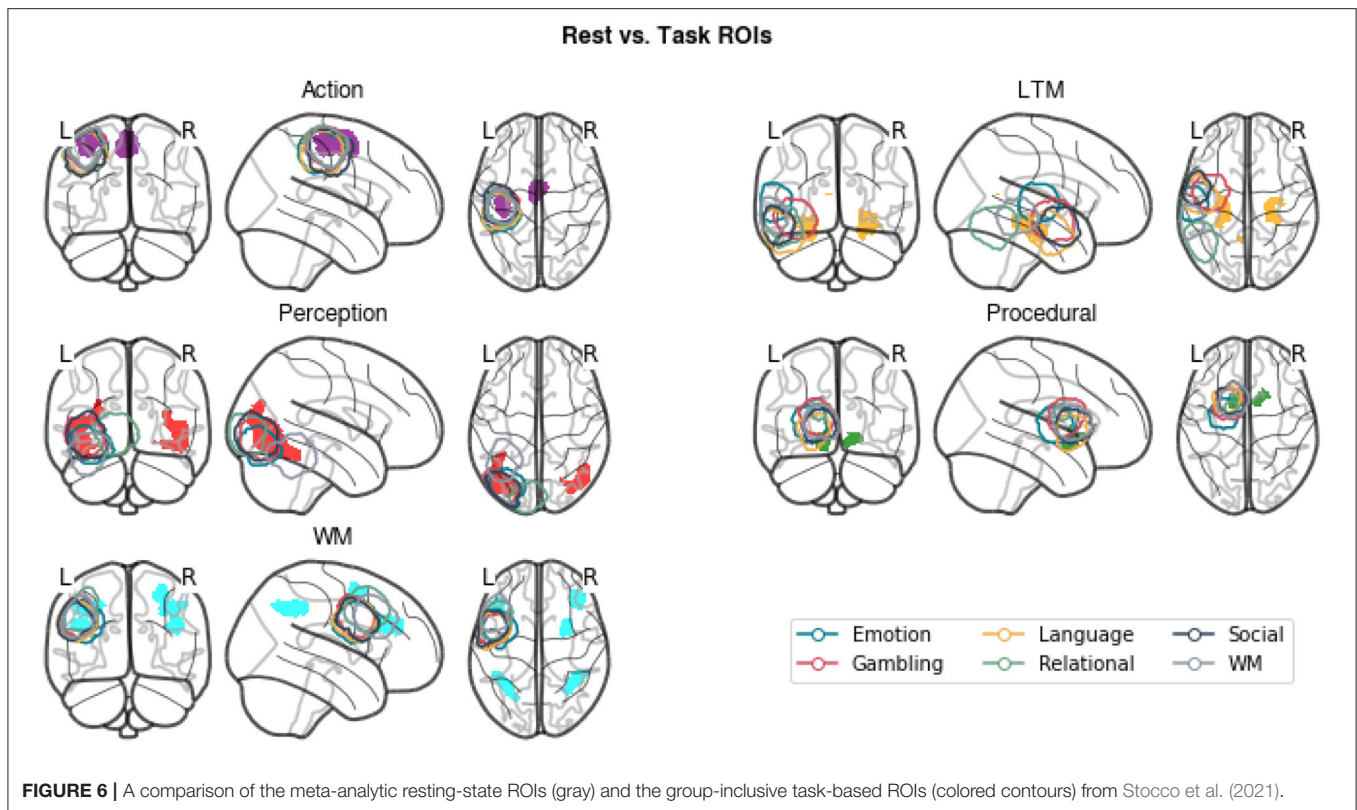 Rest vs. Task ROIs
Action
L R L R
LTM
L R L R
Perception
L R L R
Procedural
L R L R
WM
L R L R
Emotion Language Social
Gambling Relational WM
FIGURE 6 | A comparison of the meta-analytic resting-state ROIs (gray) and the group-inclusive task-based ROIs (colored contours) from Stocco et al. (2021).